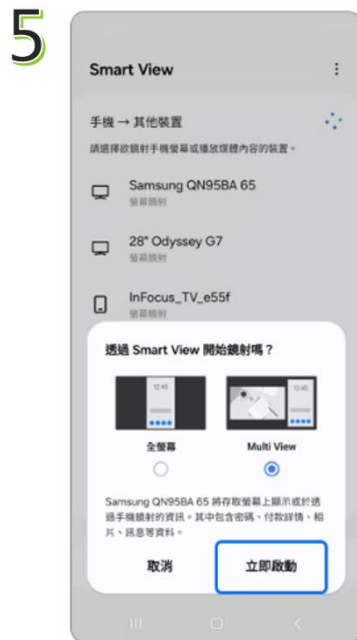 5
Smart View
手機 → 其他裝置
請選擇欲鏡射手機螢幕或播放媒體內容的裝置。
Samsung QN95BA 65
螢幕鏡射
28" Odyssey G7
螢幕鏡射
InFocus_TV_e55f
螢幕鏡射
透過 Smart View 開始鏡射嗎？
12:45
12:45
全螢幕
Multi View
Samsung QN95BA 65 將存取螢幕上顯示或於透
過手機鏡射的資訊。其中包含密碼、付款詳情、相
片、訊息等資料。
取消
立即啟動